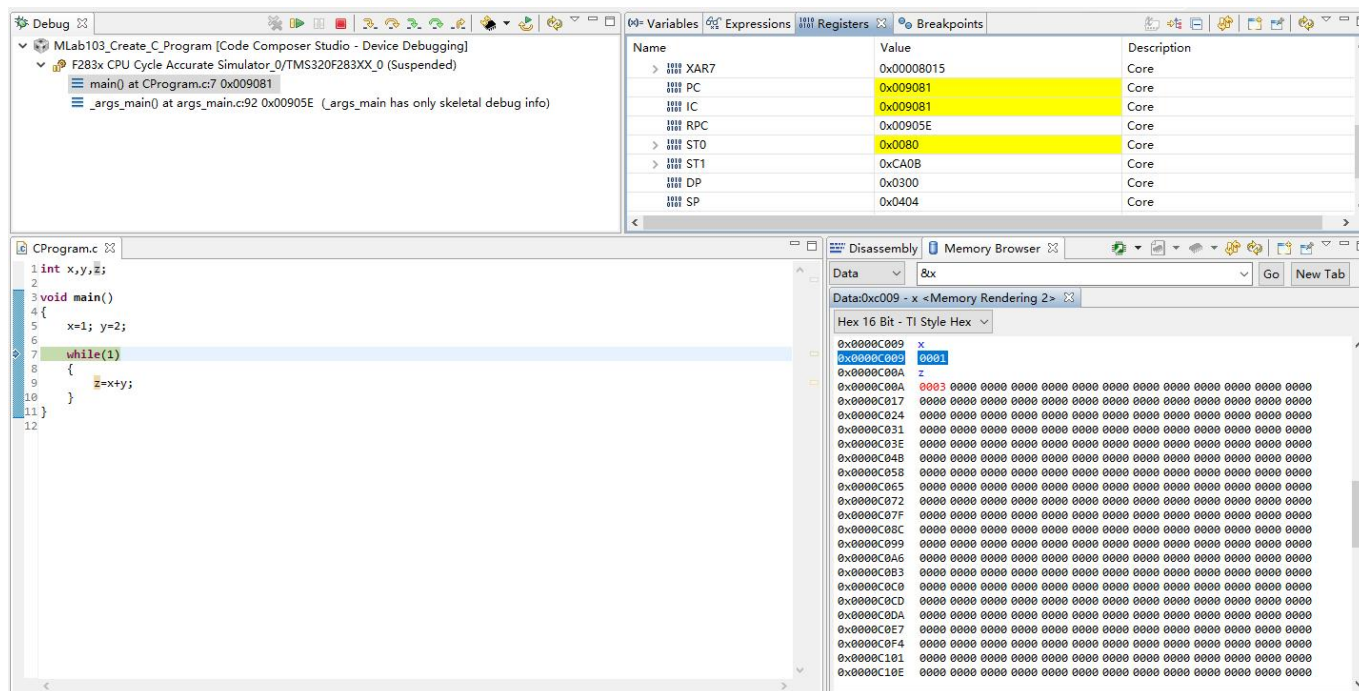 Debug
MLab103_Create_C_Program [Code Composer Studio - Device Debugging]
F283x CPU Cycle Accurate Simulator_0/TMS320F283XX_0 (Suspended)
main() at CProgram.c:7 0x009081
_args_main() at args_main.c:92 0x00905E (_args_main has only skeletal debug info)
(x)= Variables Expressions Registers Breakpoints
Name Value Description
XAR7 0x00008015 Core
PC 0x009081 Core
IC 0x009081 Core
RPC 0x00905E Core
ST0 0x0080 Core
ST1 0xCA0B Core
DP 0x0300 Core
SP 0x0404 Core
CProgram.c
1 int x,y,z;
2
3 void main()
4 {
5 x=1; y=2;
6
7 while(1)
8 {
9 z=x+y;
10 }
11 }
12
Disassembly Memory Browser
Data &x Go New Tab
Data:0xc009 - x <Memory Rendering 2>
Hex 16 Bit - TI Style Hex
0x0000C009 x
0x0000C009 0001
0x0000C00A z
0x0000C00A 0003 0000 0000 0000 0000 0000 0000 0000 0000 0000 0000 0000 0000
0x0000C017 0000 0000 0000 0000 0000 0000 0000 0000 0000 0000 0000 0000 0000
0x0000C024 0000 0000 0000 0000 0000 0000 0000 0000 0000 0000 0000 0000 0000
0x0000C031 0000 0000 0000 0000 0000 0000 0000 0000 0000 0000 0000 0000 0000
0x0000C03E 0000 0000 0000 0000 0000 0000 0000 0000 0000 0000 0000 0000 0000
0x0000C04B 0000 0000 0000 0000 0000 0000 0000 0000 0000 0000 0000 0000 0000
0x0000C058 0000 0000 0000 0000 0000 0000 0000 0000 0000 0000 0000 0000 0000
0x0000C065 0000 0000 0000 0000 0000 0000 0000 0000 0000 0000 0000 0000 0000
0x0000C072 0000 0000 0000 0000 0000 0000 0000 0000 0000 0000 0000 0000 0000
0x0000C07F 0000 0000 0000 0000 0000 0000 0000 0000 0000 0000 0000 0000 0000
0x0000C08C 0000 0000 0000 0000 0000 0000 0000 0000 0000 0000 0000 0000 0000
0x0000C099 0000 0000 0000 0000 0000 0000 0000 0000 0000 0000 0000 0000 0000
0x0000C0A6 0000 0000 0000 0000 0000 0000 0000 0000 0000 0000 0000 0000 0000
0x0000C0B3 0000 0000 0000 0000 0000 0000 0000 0000 0000 0000 0000 0000 0000
0x0000C0C0 0000 0000 0000 0000 0000 0000 0000 0000 0000 0000 0000 0000 0000
0x0000C0CD 0000 0000 0000 0000 0000 0000 0000 0000 0000 0000 0000 0000 0000
0x0000C0DA 0000 0000 0000 0000 0000 0000 0000 0000 0000 0000 0000 0000 0000
0x0000C0E7 0000 0000 0000 0000 0000 0000 0000 0000 0000 0000 0000 0000 0000
0x0000C0F4 0000 0000 0000 0000 0000 0000 0000 0000 0000 0000 0000 0000 0000
0x0000C101 0000 0000 0000 0000 0000 0000 0000 0000 0000 0000 0000 0000 0000
0x0000C10E 0000 0000 0000 0000 0000 0000 0000 0000 0000 0000 0000 0000 0000